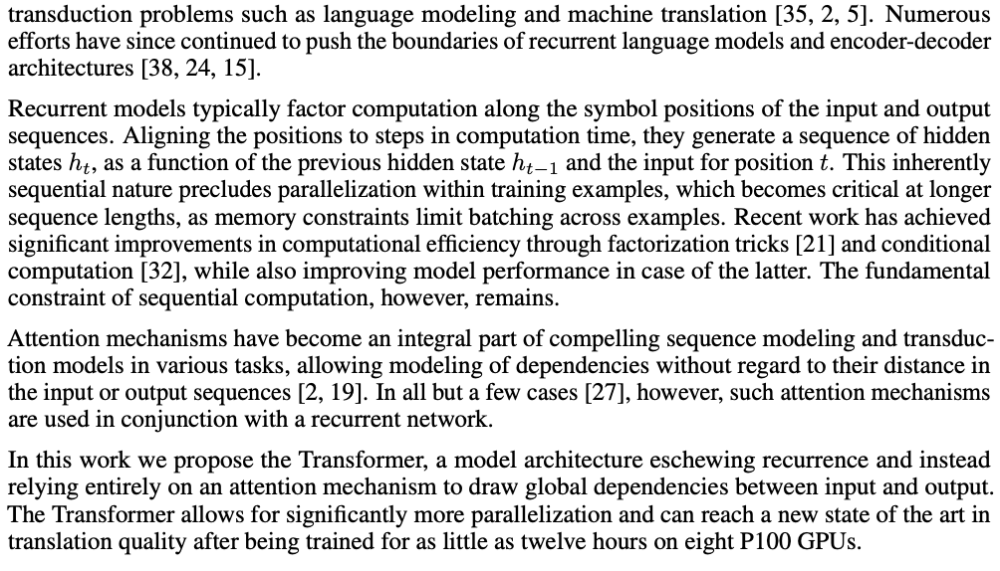 transduction problems such as language modeling and machine translation [35, 2, 5]. Numerous
efforts have since continued to push the boundaries of recurrent language models and encoder-decoder
architectures [38, 24, 15].
Recurrent models typically factor computation along the symbol positions of the input and output
sequences. Aligning the positions to steps in computation time, they generate a sequence of hidden
states hₜ, as a function of the previous hidden state hₜ₋₁ and the input for position t. This inherently
sequential nature precludes parallelization within training examples, which becomes critical at longer
sequence lengths, as memory constraints limit batching across examples. Recent work has achieved
significant improvements in computational efficiency through factorization tricks [21] and conditional
computation [32], while also improving model performance in case of the latter. The fundamental
constraint of sequential computation, however, remains.
Attention mechanisms have become an integral part of compelling sequence modeling and transduc-
tion models in various tasks, allowing modeling of dependencies without regard to their distance in
the input or output sequences [2, 19]. In all but a few cases [27], however, such attention mechanisms
are used in conjunction with a recurrent network.
In this work we propose the Transformer, a model architecture eschewing recurrence and instead
relying entirely on an attention mechanism to draw global dependencies between input and output.
The Transformer allows for significantly more parallelization and can reach a new state of the art in
translation quality after being trained for as little as twelve hours on eight P100 GPUs.